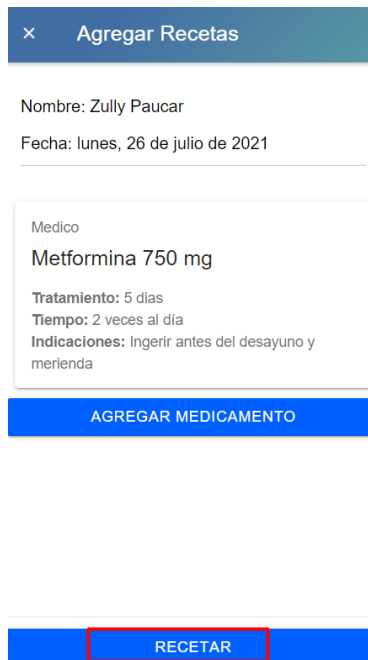 × Agregar Recetas
Nombre: Zully Paucar
Fecha: lunes, 26 de julio de 2021
Medico
Metformina 750 mg
Tratamiento: 5 dias
Tiempo: 2 veces al día
Indicaciones: Ingerir antes del desayuno y
merienda
AGREGAR MEDICAMENTO
RECETAR